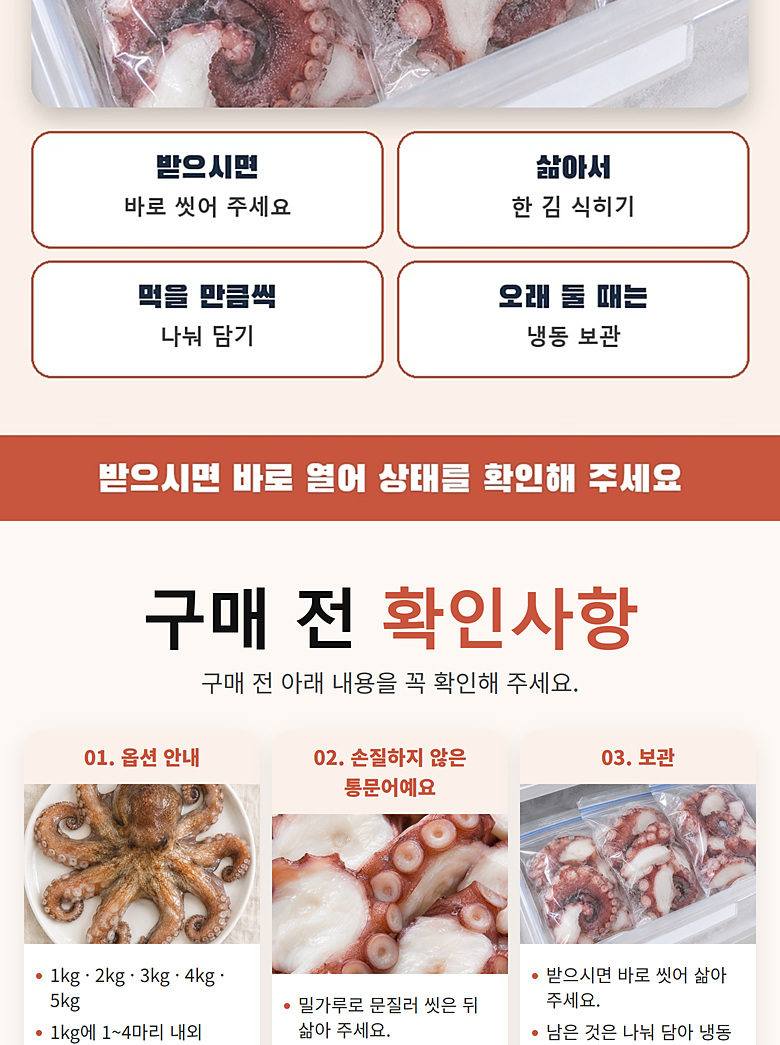 받으시면
바로 씻어 주세요
삶아서
한 김 식히기
먹을 만큼씩
나눠 담기
오래 둘 때는
냉동 보관
받으시면 바로 열어 상태를 확인해 주세요
구매 전 확인사항
구매 전 아래 내용을 꼭 확인해 주세요.
01. 옵션 안내
• 1kg · 2kg · 3kg · 4kg ·
5kg
• 1kg에 1~4마리 내외
02. 손질하지 않은
통문어예요
• 밀가루로 문질러 씻은 뒤
삶아 주세요.
03. 보관
• 받으시면 바로 씻어 삶아
주세요.
• 남은 것은 나눠 담아 냉동